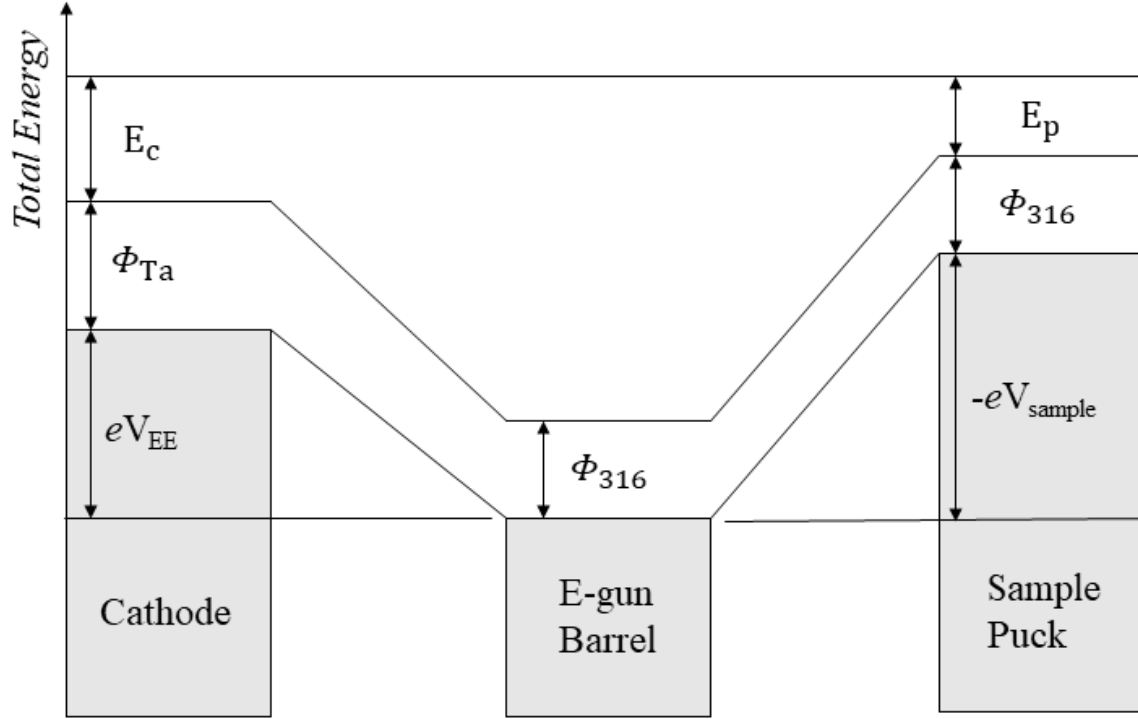 Total Energy
E_c
Φ_Ta
eV_EE
Cathode
Φ_316
E-gun
Barrel
E_p
Φ_316
-eV_sample
Sample
Puck